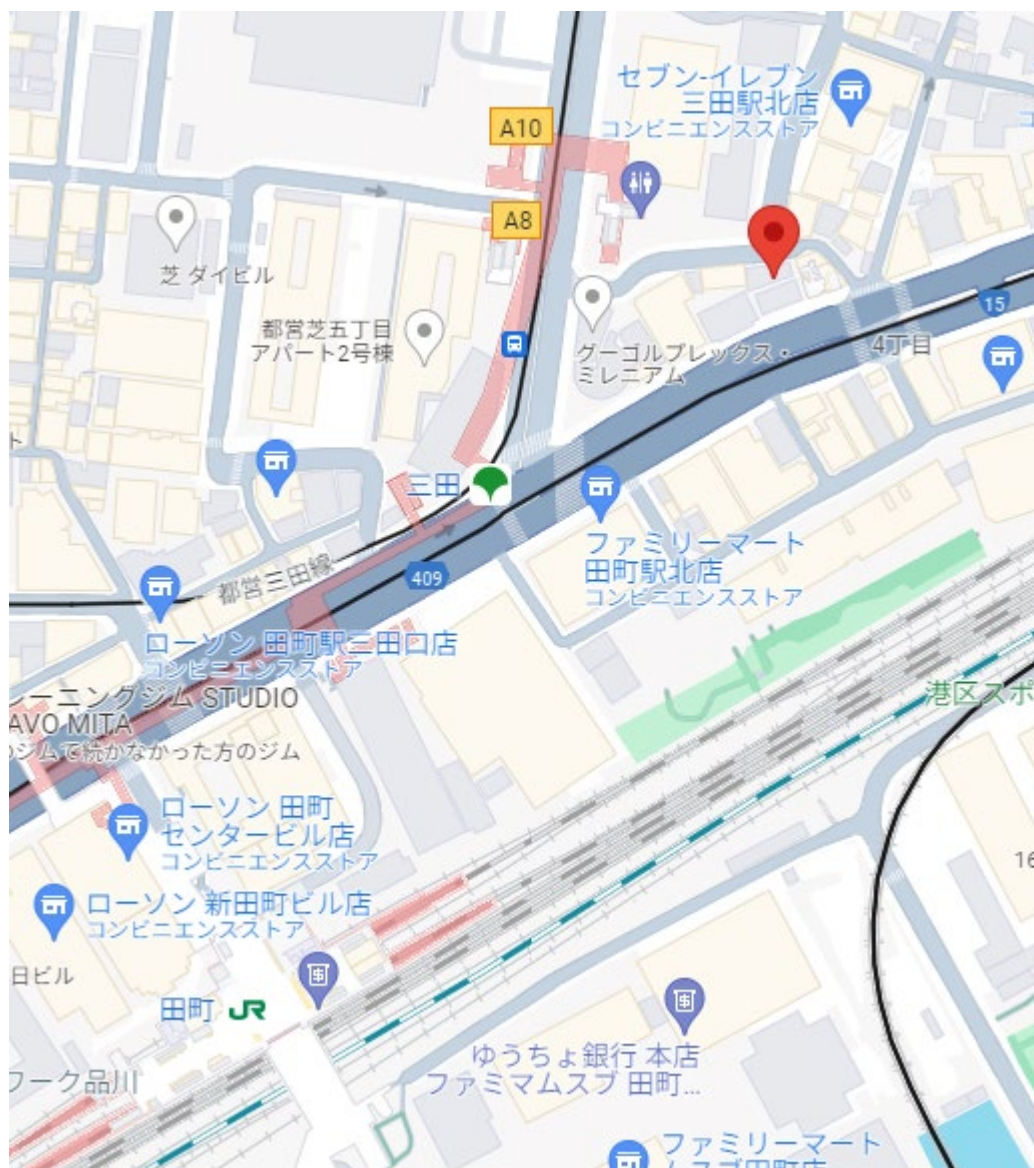 セブン-イレブン
三田駅北店
コンビニエンスストア
A10
A8
芝 ダイビル
都営芝五丁目
アパート2号棟
グーゴルプレックス・
ミレニアム
15
4丁目
三田
409
都営三田線
ファミリーマート
田町駅北店
コンビニエンスストア
ローソン 田町駅三田口店
コンビニエンスストア
ーニングジム STUDIO
AVO MITA
のジムで続かなかった方のジム
港区スポ
ローソン 田町
センタービル店
コンビニエンスストア
ローソン 新田町ビル店
コンビニエンスストア
16
日ビル
田町 JR
ゆうちょ銀行 本店
ファミマムスブ 田町...
ワーク品川
ファミリーマート
ムスブ田町店